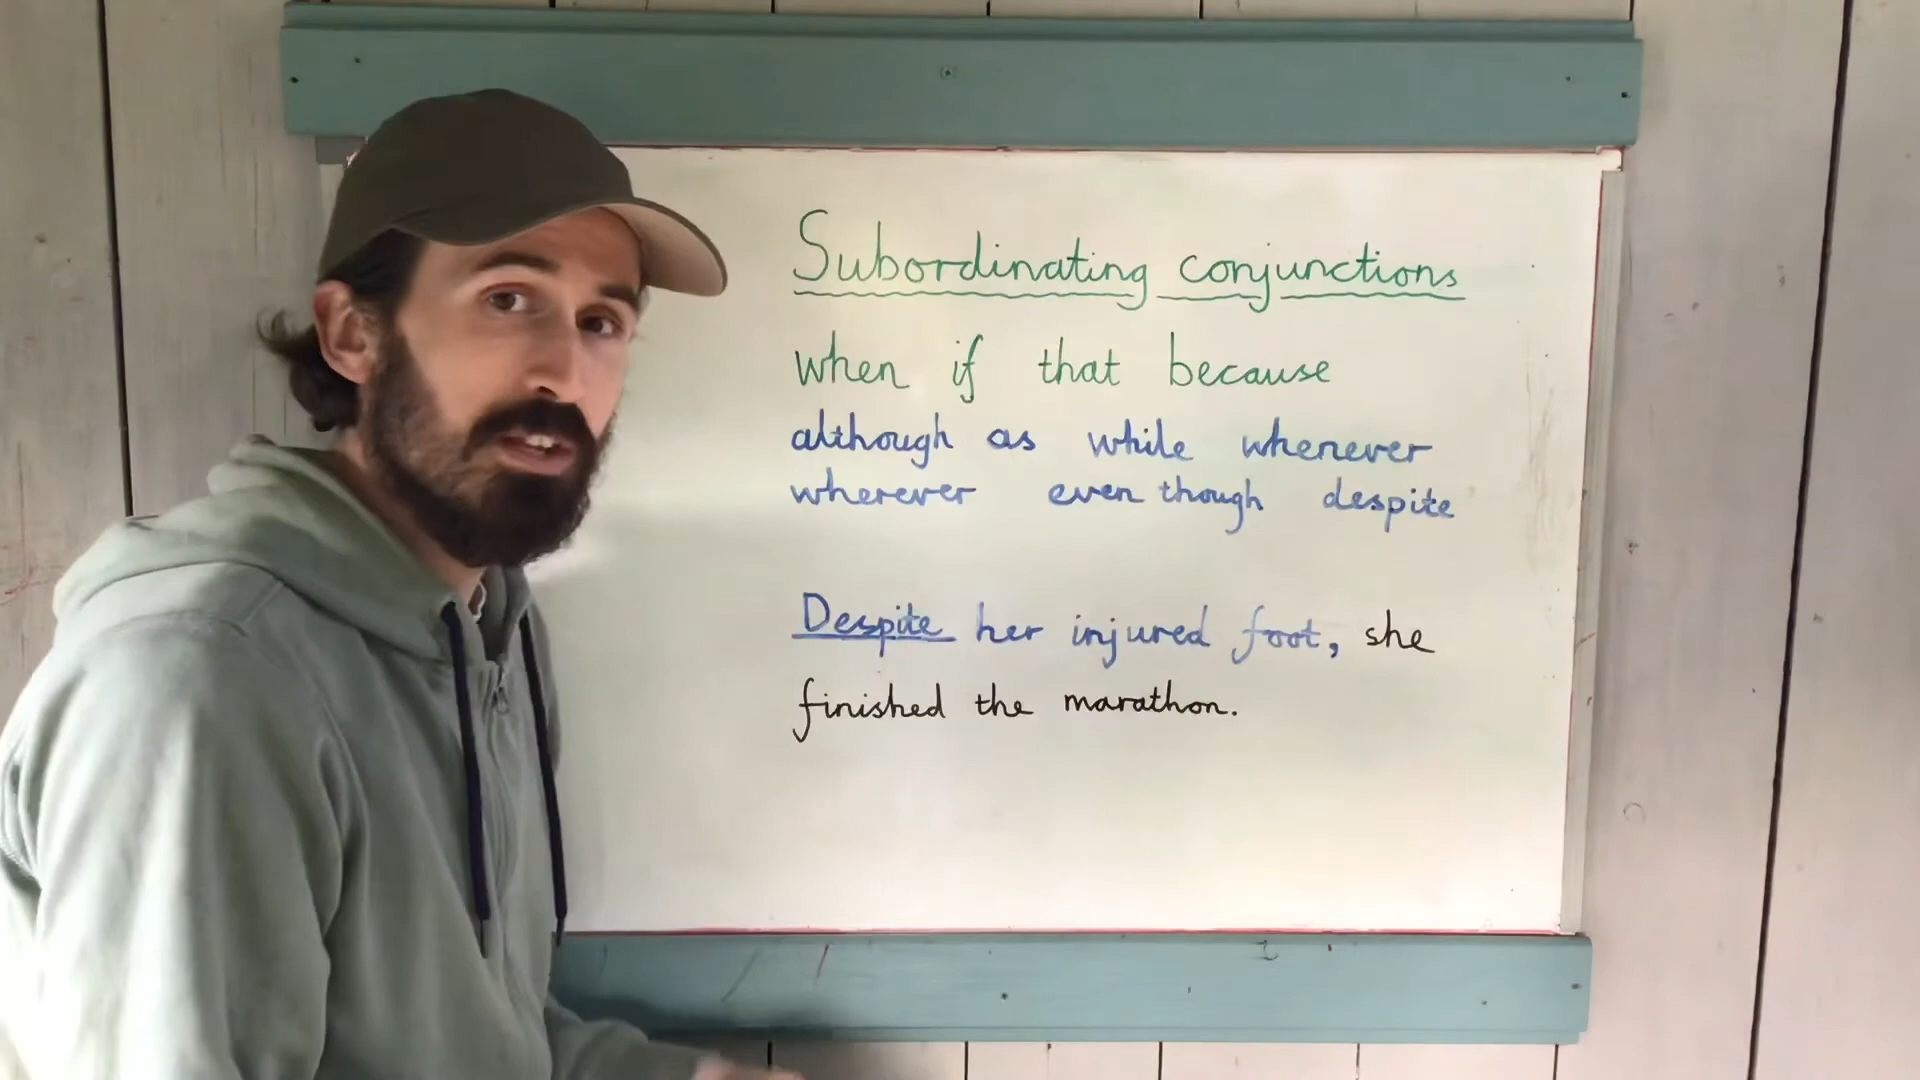 Subordinating conjunctions
when if that because
although as while whenever
wherever even though despite
Despite her injured foot, she
finished the marathon.